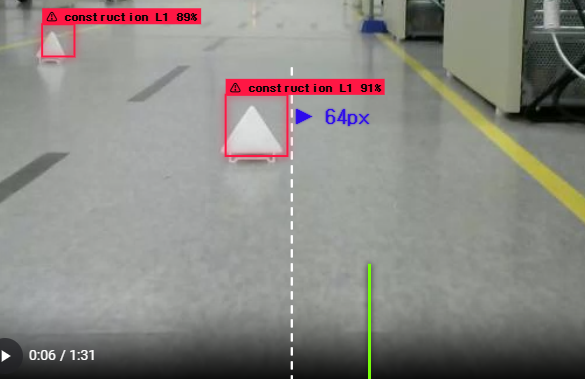 ⚠ construction L1 89%
⚠ construction L1 91%
▶ 64px
0:06 / 1:31